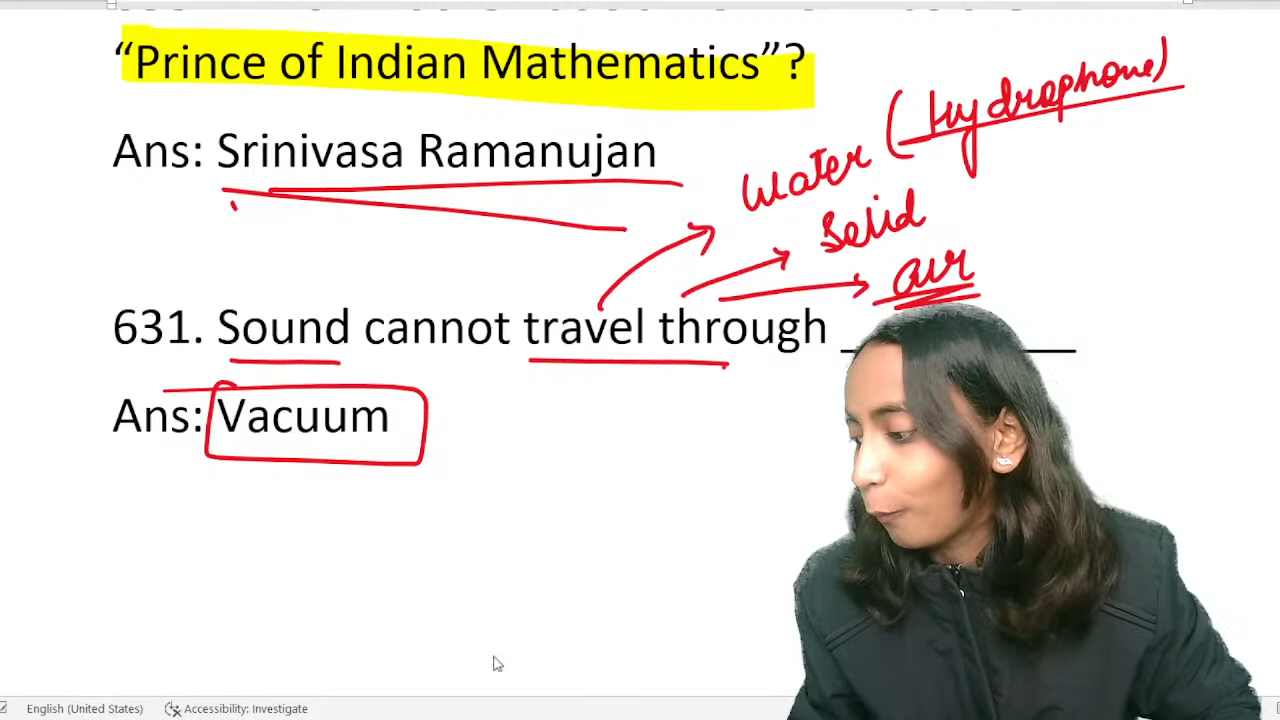 “Prince of Indian Mathematics”?
Ans: Srinivasa Ramanujan
Water (Hydrophone)
Solid
air
631. Sound cannot travel through ___
Ans: Vacuum
English (United States) Accessibility: Investigate